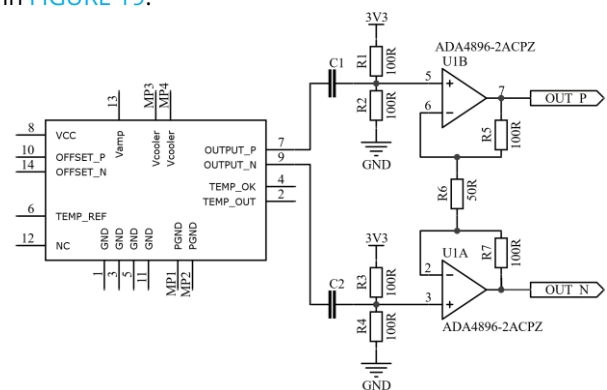 in FIGURE 19.
8 VCC
10 OFFSET_P
14 OFFSET_N
6 TEMP_REF
12 NC
13 Vamp
MP3 Vcooler
MP4 Vcooler
OUTPUT_P 7
OUTPUT_N 9
TEMP_OK 4
TEMP_OUT 2
GND 1
GND 3
GND 5
GND 11
PGND MP1
PGND MP2
C1
3V3
R1 100R
R2 100R
GND
ADA4896-2ACPZ
U1B
5 +
6 −
7
OUT_P
R5 100R
R6 50R
C2
3V3
R3 100R
R4 100R
GND
U1A
2 −
3 +
1
R7 100R
OUT_N
ADA4896-2ACPZ